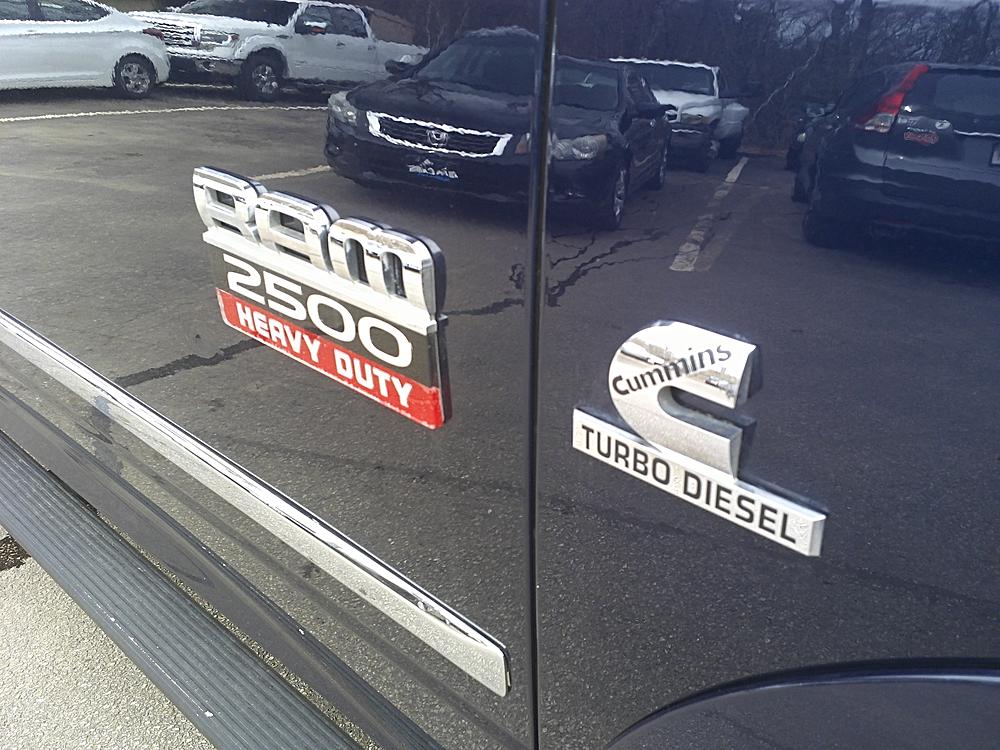 RAM
2500
HEAVY DUTY
Cummins
TURBO DIESEL